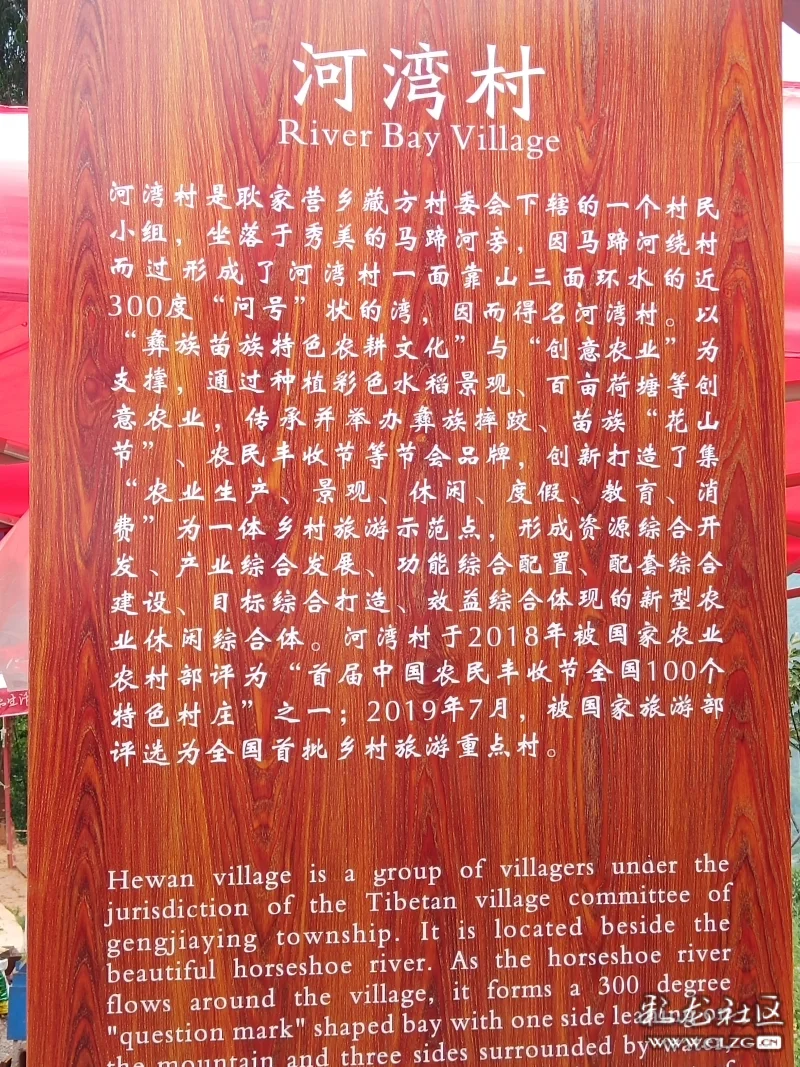 河湾村
River Bay Village
河湾村是耿家营乡藏方村委会下辖的一个村民
小组，坐落于秀美的马蹄河旁，因马蹄河绕村
而过形成了河湾村一面靠山三面环水的近
300度“问号”状的湾，因而得名河湾村。以
“彝族苗族特色农耕文化”与“创意农业”为
支撑，通过种植彩色水稻景观、百亩荷塘等创
意农业，传承并举办彝族摔跤、苗族“花山
节”、农民丰收节等节会品牌，创新打造了集
“农业生产、景观、休闲、度假、教育、消
费”为一体乡村旅游示范点，形成资源综合开
发、产业综合发展、功能综合配置、配套综合
建设、目标综合打造、效益综合体现的新型农
业休闲综合体。河湾村于2018年被国家农业
农村部评为“首届中国农民丰收节全国100个
特色村庄”之一；2019年7月，被国家旅游部
评选为全国首批乡村旅游重点村。
Hewan village is a group of villagers under the
jurisdiction of the Tibetan village committee of
gengjiaying township. It is located beside the
beautiful horseshoe river. As the horseshoe river
flows around the village, it forms a 300 degree
"question mark" shaped bay with one side leaning on
the mountain and three sides surrounded by water,
彩龙社区
WWW.CLZG.CN